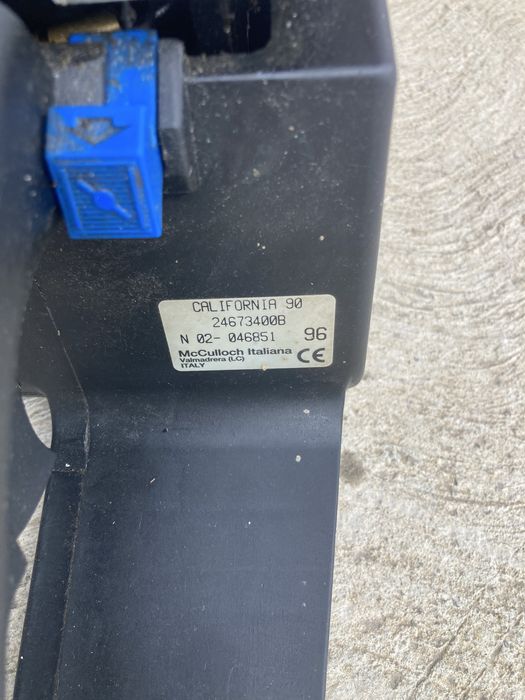 CALIFORNIA 90
24673400B
N 02- 046851 96
McCulloch Italiana
Valmadrera (LC)
ITALY
CE